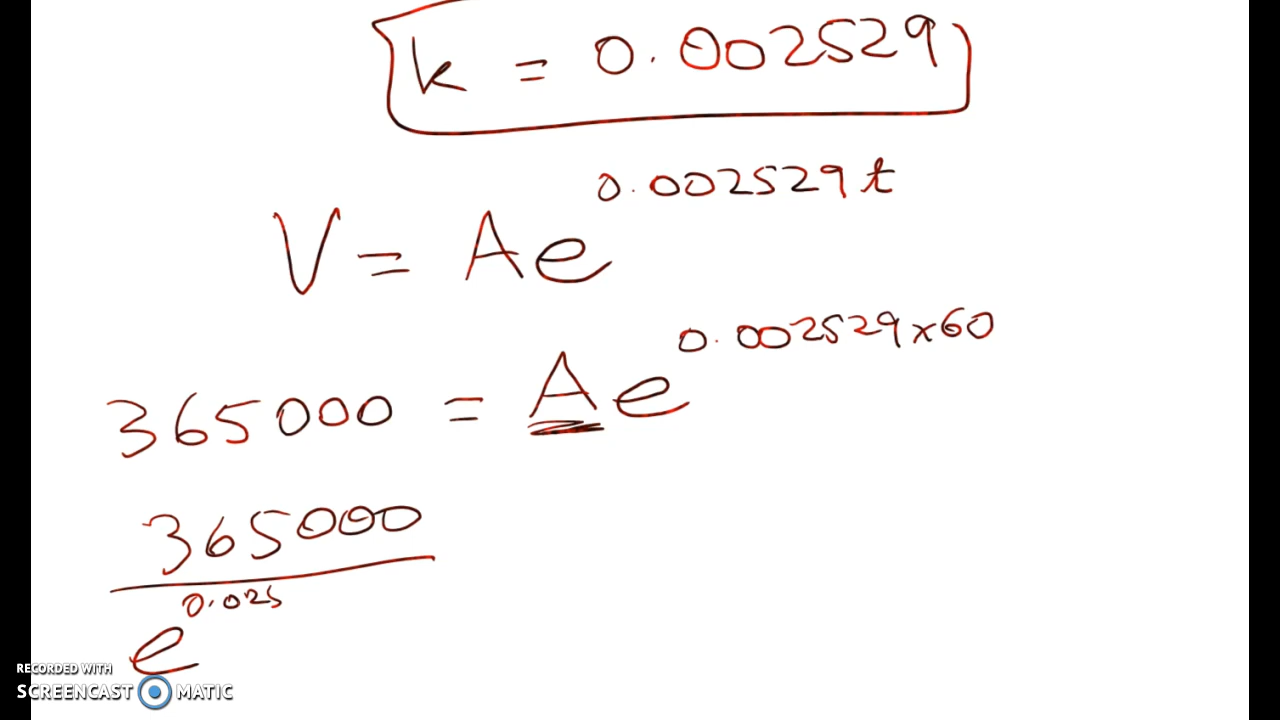 k = 0.002529
V = Ae^0.002529t
365000 = Ae^0.002529x60
365000
e^0.025
RECORDED WITH
SCREENCAST MATIC